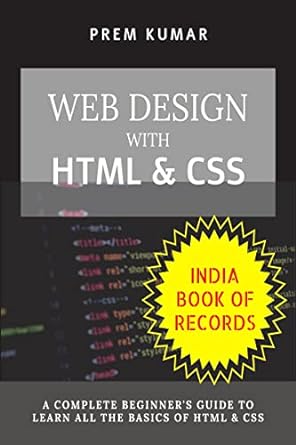 PREM KUMAR
WEB DESIGN
WITH
HTML & CSS
INDIA
BOOK OF
RECORDS
A COMPLETE BEGINNER'S GUIDE TO
LEARN ALL THE BASICS OF HTML & CSS